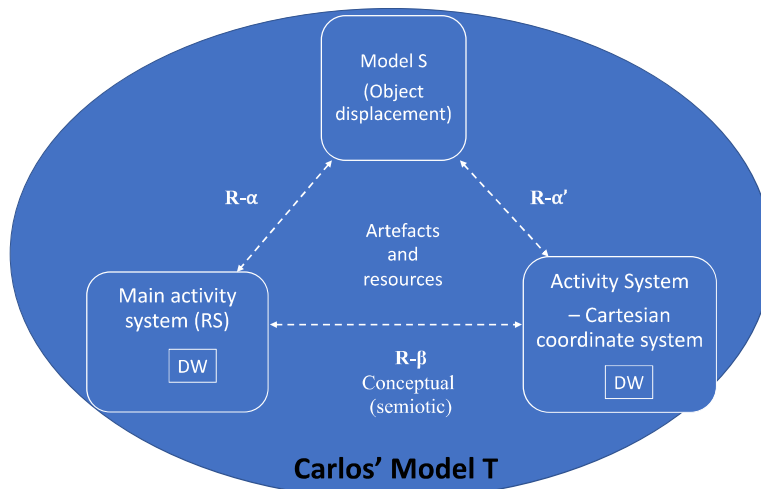 Model S
(Object
displacement)
R-α
R-α’
Artefacts
and
resources
Main activity
system (RS)
DW
Activity System
– Cartesian
coordinate system
DW
R-β
Conceptual
(semiotic)
Carlos’ Model T